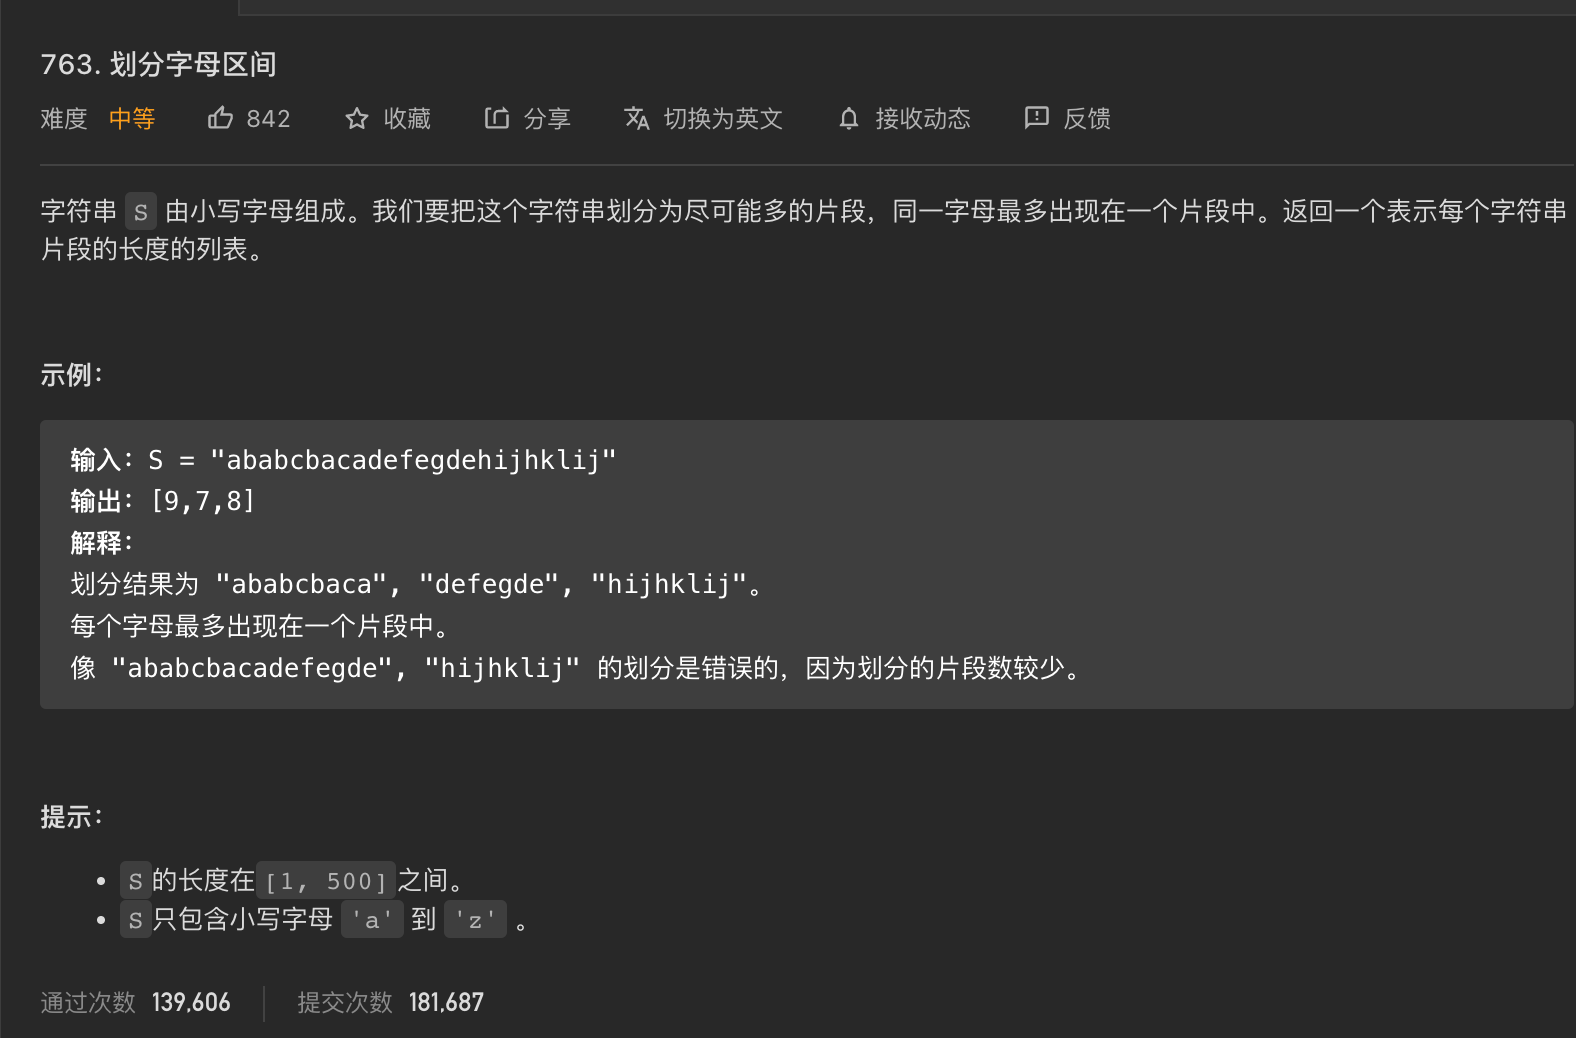 763. 划分字母区间
难度 中等 842 收藏 分享 切换为英文 接收动态 反馈
字符串 S 由小写字母组成。我们要把这个字符串划分为尽可能多的片段，同一字母最多出现在一个片段中。返回一个表示每个字符串
片段的长度的列表。
示例：
输入：S = "ababcbacadefegdehijhklij"
输出：[9,7,8]
解释：
划分结果为 "ababcbaca", "defegde", "hijhklij"。
每个字母最多出现在一个片段中。
像 "ababcbacadefegde", "hijhklij" 的划分是错误的，因为划分的片段数较少。
提示：
• S的长度在[1, 500]之间。
• S只包含小写字母 'a' 到 'z' 。
通过次数 139,606 提交次数 181,687